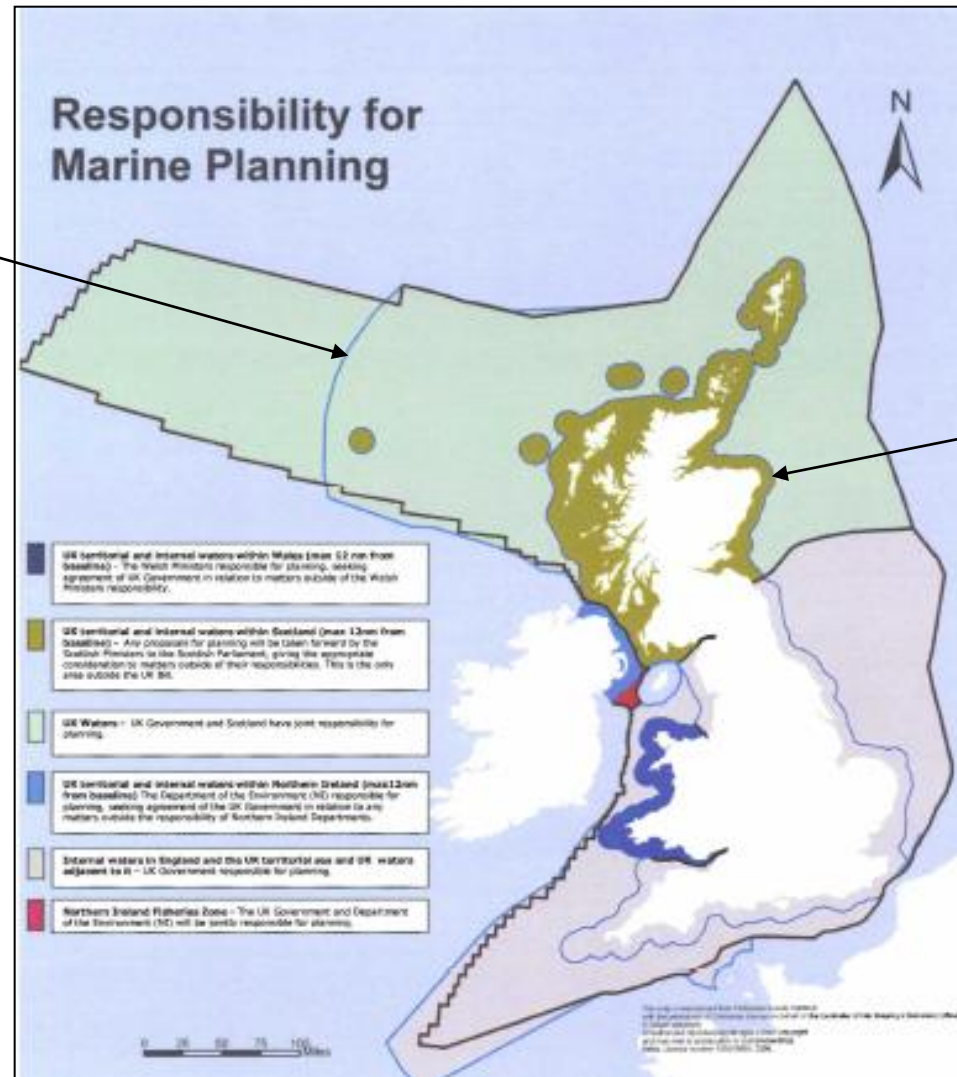 Responsibility for
Marine Planning
N
UK territorial and internal waters within Wales (max 12 nm from
baseline) – The Welsh Ministers responsible for planning, seeking
agreement of UK Government in relation to matters outside of the Welsh
Ministers responsibility.
UK territorial and internal waters within Scotland (max 12nm from
baseline) – Any proposals for planning will be taken forward by the
Scottish Ministers to the Scottish Parliament, giving the appropriate
consideration to matters outside of their responsibilities. This is the only
area outside the UK Bill.
UK Waters – UK Government and Scotland have joint responsibility for
planning.
UK territorial and internal waters within Northern Ireland (max12nm
from baseline) The Department of the Environment (NI) responsible for
planning, seeking agreement of the UK Government in relation to any
matters outside the responsibility of Northern Ireland Departments.
Internal waters in England and the UK territorial sea and UK waters
adjacent to it – UK Government responsible for planning.
Northern Ireland Fisheries Zone – The UK Government and Department
of the Environment (NI) will be jointly responsible for planning.
0 25 50 75 100
Miles